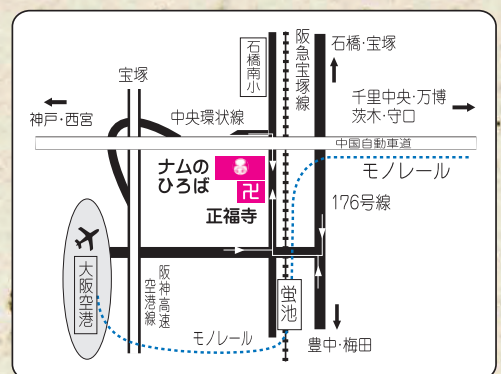 石橋・宝塚
阪急宝塚線
石橋南小
宝塚
千里中央・万博
茨木・守口
神戸・西宮
中央環状線
中国自動車道
モノレール
ナムの
ひろば
卍
正福寺
176号線
大阪空港
阪神高速
空港線
蛍池
モノレール
豊中・梅田